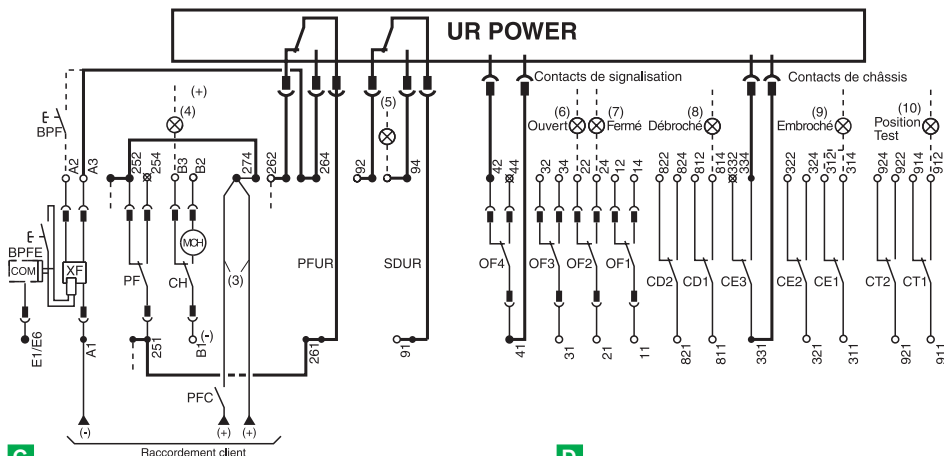 UR POWER
Contacts de signalisation
Contacts de châssis
(+)
(4)
(5)
(6)
Ouvert
(7)
Fermé
(8)
Débroché
(9)
Embroché
(10)
Position
Test
BPF
A2
A3
252
254
B3
B2
274
262
264
92
94
42
44
32
34
22
24
12
14
822
824
812
814
332
334
322
324
312
314
924
922
914
912
BPFE
COM
XF
PF
CH
MCH
(3)
PFUR
SDUR
OF4
OF3
OF2
OF1
CD2
CD1
CE3
CE2
CE1
CT2
CT1
E1/E6
A1
251
B1
(-)
261
91
41
31
21
11
821
811
331
321
311
921
911
PFC
(-)
(+)
(+)
Raccordement client
C
D